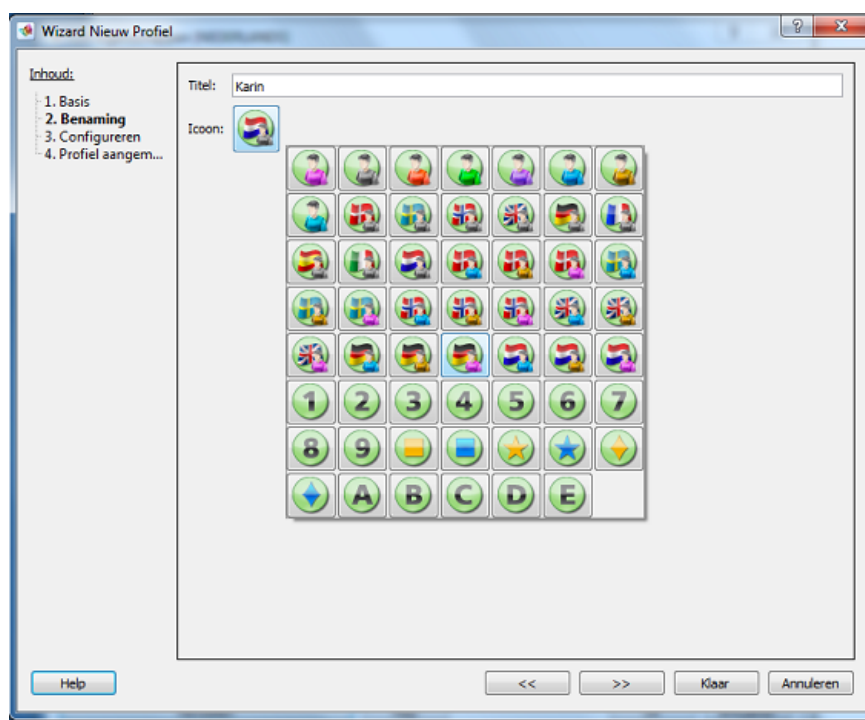 Wizard Nieuw Profiel
Inhoud:
1. Basis
2. Benaming
3. Configureren
4. Profiel aangem...
Titel: Karin
Icoon:
1 2 3 4 5 6 7
8 9
A B C D E
Help << >> Klaar Annuleren